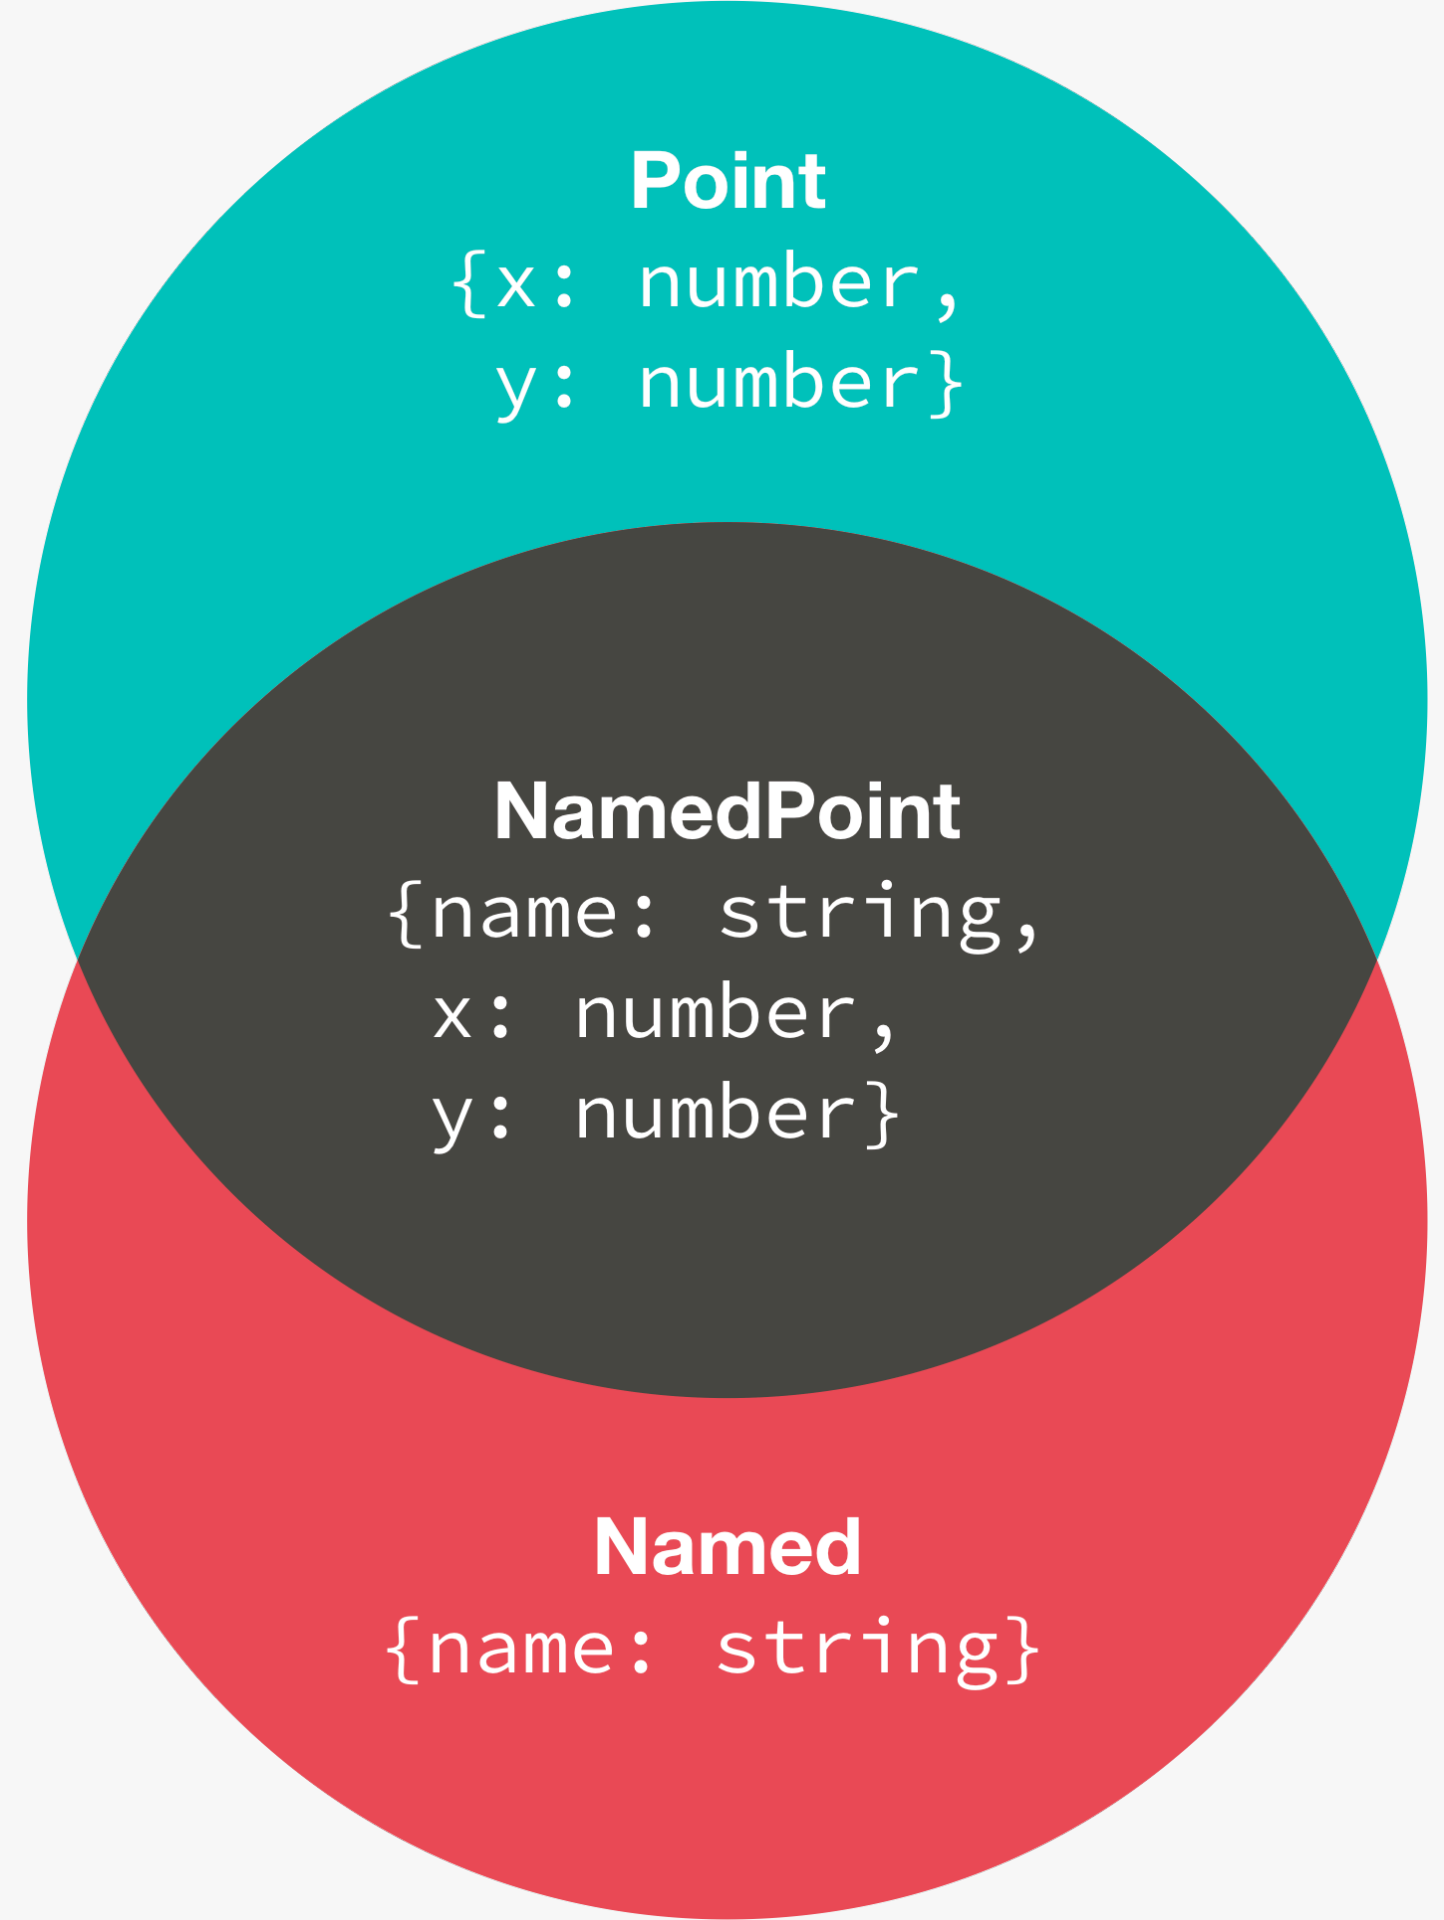 Point
{x: number,
y: number}
NamedPoint
{name: string,
x: number,
y: number}
Named
{name: string}